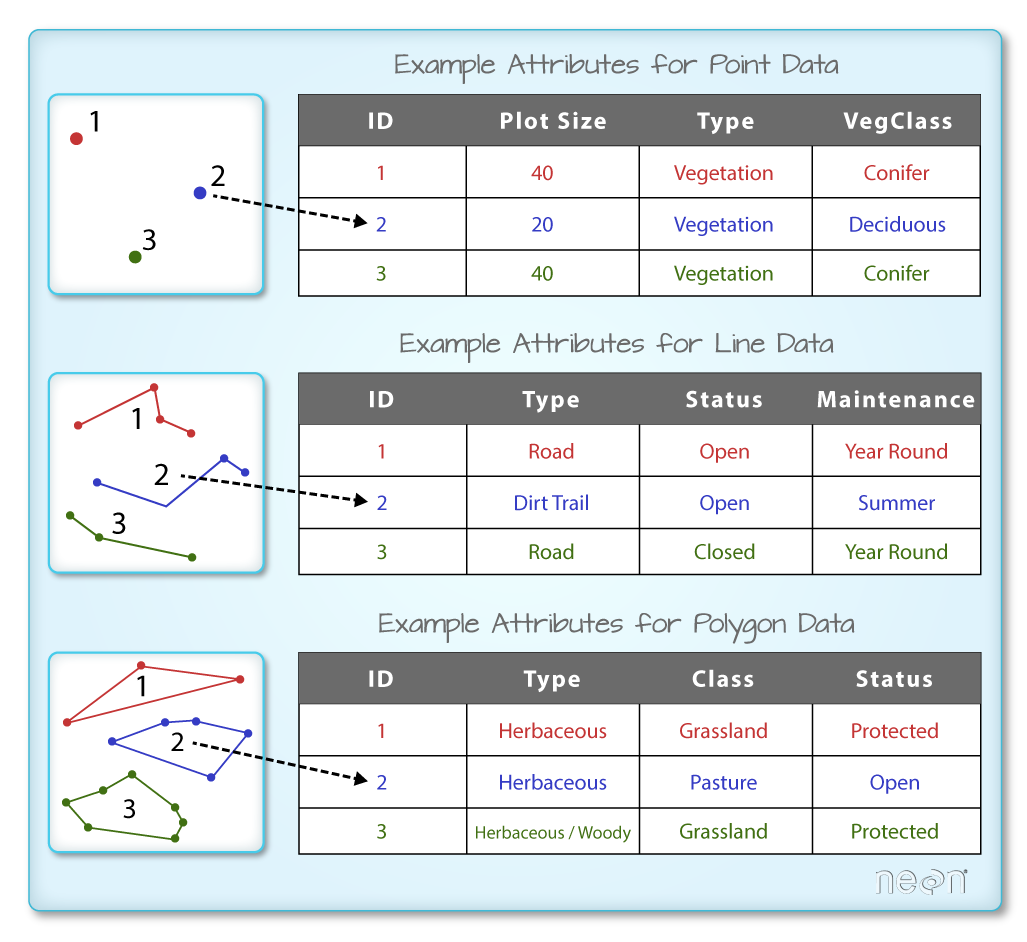 Example Attributes for Point Data
1
2
3
ID Plot Size Type VegClass
1 40 Vegetation Conifer
2 20 Vegetation Deciduous
3 40 Vegetation Conifer
Example Attributes for Line Data
1
2
3
ID Type Status Maintenance
1 Road Open Year Round
2 Dirt Trail Open Summer
3 Road Closed Year Round
Example Attributes for Polygon Data
1
2
3
ID Type Class Status
1 Herbaceous Grassland Protected
2 Herbaceous Pasture Open
3 Herbaceous / Woody Grassland Protected
neon